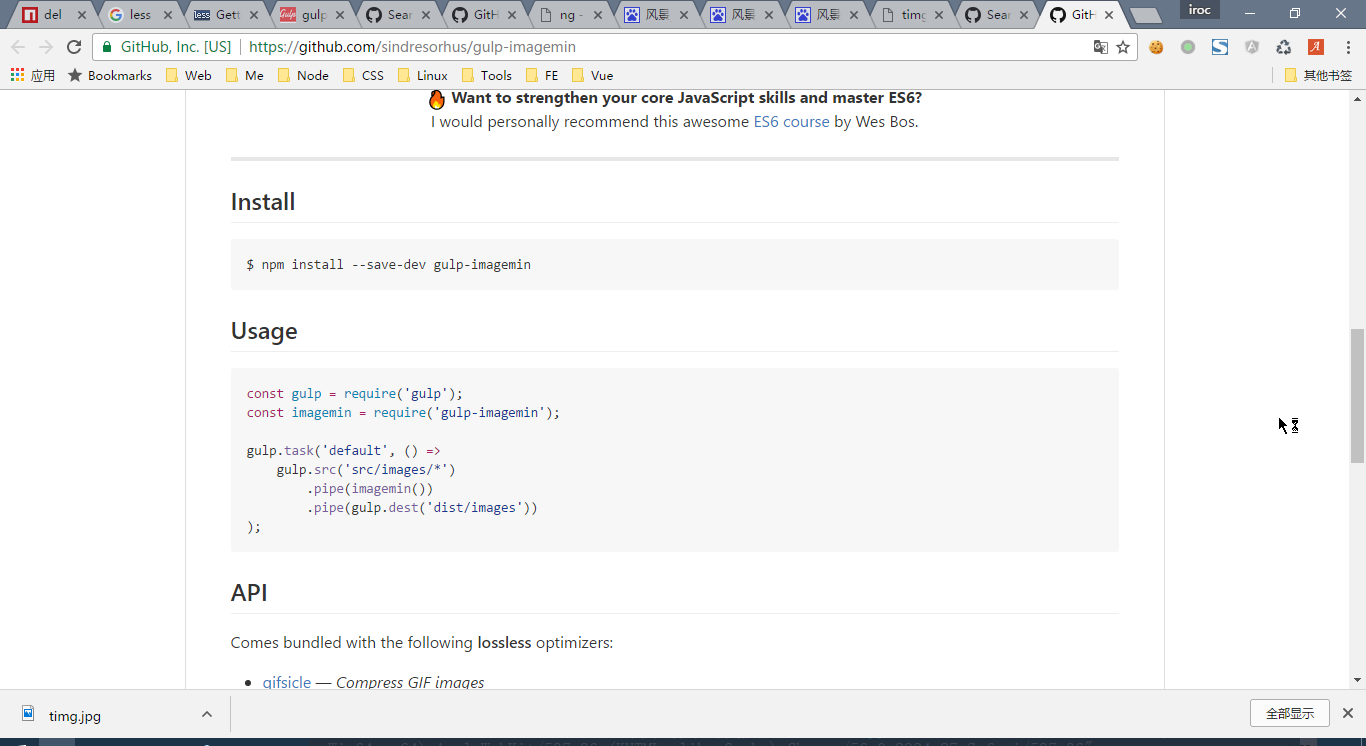 del
less
less Gett
Gulp gulp
Sear
GitH
ng -
风景
风景
风景
timg
Sear
GitH
iroc
GitHub, Inc. [US] | https://github.com/sindresorhus/gulp-imagemin
应用 Bookmarks Web Me Node CSS Linux Tools FE Vue 其他书签
Want to strengthen your core JavaScript skills and master ES6?
I would personally recommend this awesome ES6 course by Wes Bos.
Install
$ npm install --save-dev gulp-imagemin
Usage
const gulp = require('gulp');
const imagemin = require('gulp-imagemin');
gulp.task('default', () =>
gulp.src('src/images/*')
.pipe(imagemin())
.pipe(gulp.dest('dist/images'))
);
API
Comes bundled with the following lossless optimizers:
• gifsicle — Compress GIF images
timg.jpg
全部显示